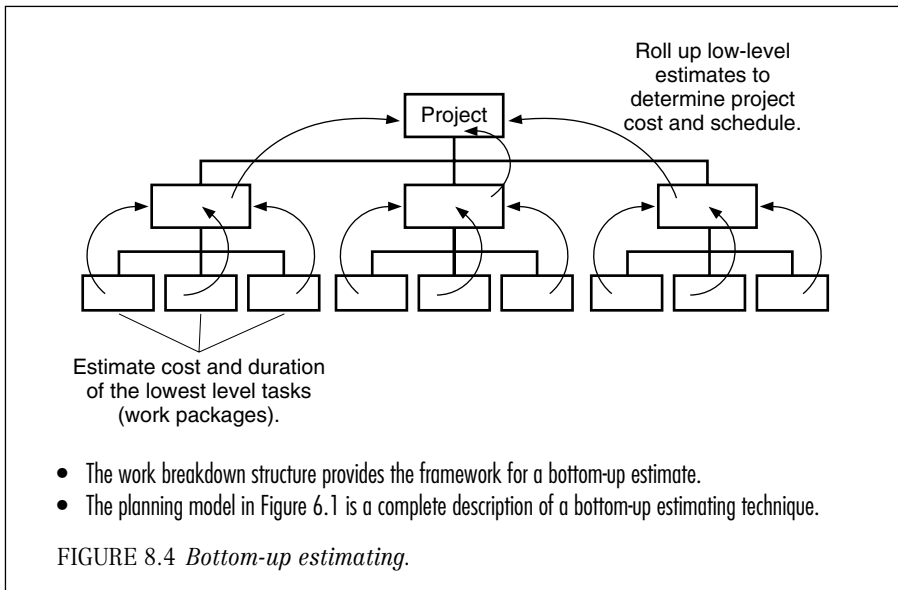 Roll up low-level
estimates to
determine project
cost and schedule.
Project
Estimate cost and duration
of the lowest level tasks
(work packages).
• The work breakdown structure provides the framework for a bottom-up estimate.
• The planning model in Figure 6.1 is a complete description of a bottom-up estimating technique.
FIGURE 8.4 Bottom-up estimating.